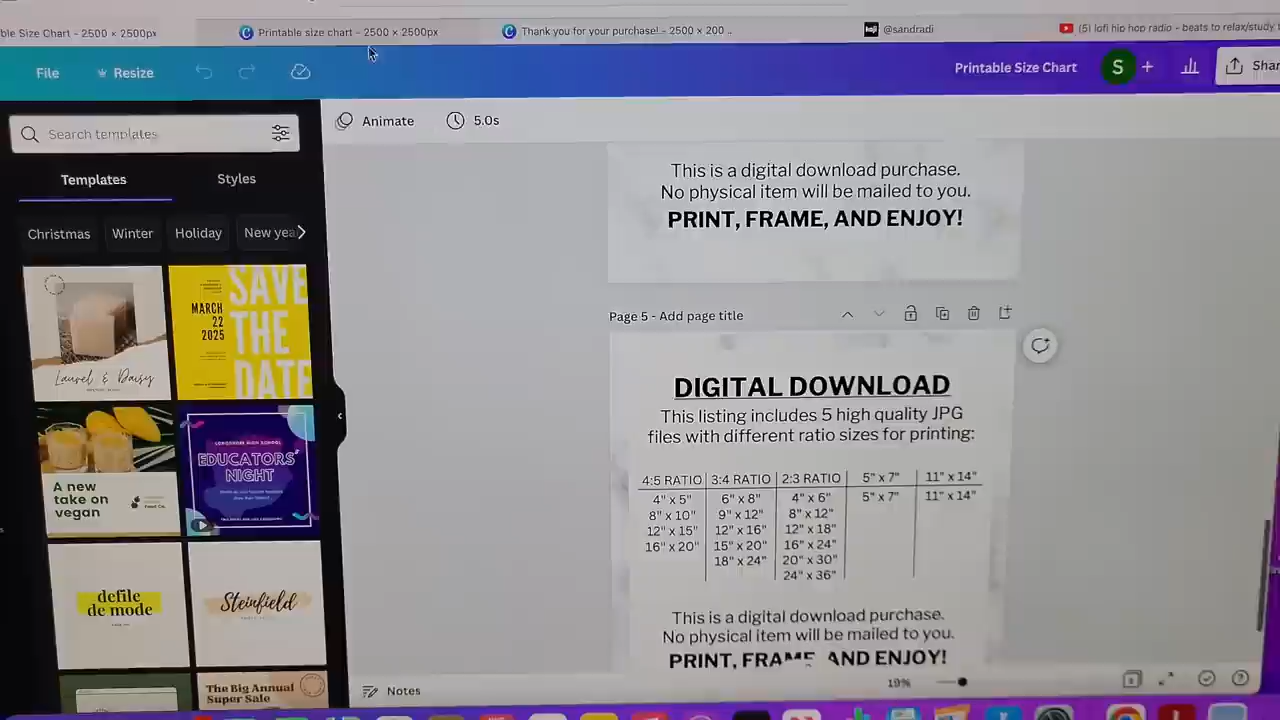 ble Size Chart - 2500 × 2500px
Printable size chart - 2500 × 2500px
Thank you for your purchase! - 2500 × 200 ...
@sandradi
(5) lofi hip hop radio - beats to relax/study t
File
Resize
Printable Size Chart
S
+
Shar
Search templates
Animate
5.0s
Templates
Styles
Christmas
Winter
Holiday
New yea
Laurel & Daisy
MARCH
22
2025
SAVE
THE
DATE
A new
take on
vegan
EDUCATORS'
NIGHT
defile
de mode
Steinfield
The Big Annual
Super Sale
This is a digital download purchase.
No physical item will be mailed to you.
PRINT, FRAME, AND ENJOY!
Page 5 - Add page title
DIGITAL DOWNLOAD
This listing includes 5 high quality JPG
files with different ratio sizes for printing:
4:5 RATIO 3:4 RATIO 2:3 RATIO 5" x 7" 11" x 14"
4" x 5" 6" x 8" 4" x 6" 5" x 7" 11" x 14"
8" x 10" 9" x 12" 8" x 12"
12" x 15" 12" x 16" 12" x 18"
16" x 20" 15" x 20" 16" x 24"
18" x 24" 20" x 30"
24" x 36"
This is a digital download purchase.
No physical item will be mailed to you.
PRINT, FRAME, AND ENJOY!
Notes
19%